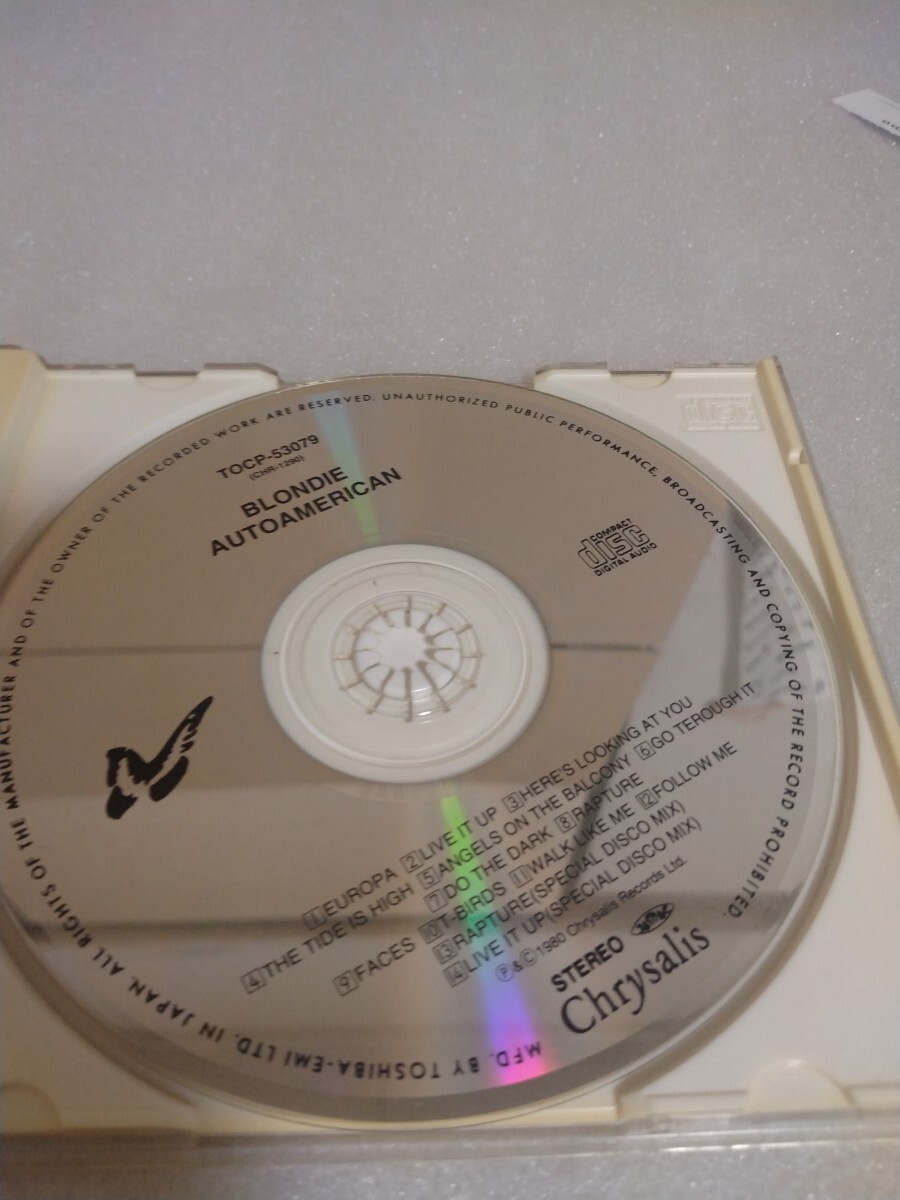 TOCP-53079
(CHR-1290)
BLONDIE
AUTOAMERICAN
COMPACT
disc
DIGITAL AUDIO
1 EUROPA 2 LIVE IT UP 3 HERE'S LOOKING AT YOU
4 THE TIDE IS HIGH 5 ANGELS ON THE BALCONY 6 GO TEROUGH IT
7 DO THE DARK 8 RAPTURE
9 FACES 10 T-BIRDS 11 WALK LIKE ME 12 FOLLOW ME
13 RAPTURE(SPECIAL DISCO MIX)
14 LIVE IT UP(SPECIAL DISCO MIX)
Ⓟ&Ⓒ1980 Chrysalis Records Ltd.
STEREO
Chrysalis
MFD. BY TOSHIBA-EMI LTD. IN JAPAN. ALL RIGHTS OF THE MANUFACTURER AND OF THE OWNER OF THE RECORDED WORK ARE RESERVED. UNAUTHORIZED PUBLIC PERFORMANCE, BROADCASTING AND COPYING OF THE RECORD PROHIBITED.
disc